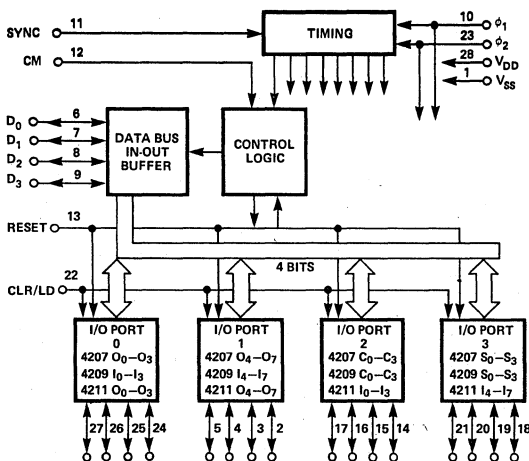 SYNC 11
TIMING
10 ϕ1
23 ϕ2
28 VDD
1 VSS
CM 12
D0 6
D1 7
D2 8
D3 9
DATA BUS
IN-OUT
BUFFER
CONTROL
LOGIC
RESET 13
4 BITS
CLR/LD 22
I/O PORT
0
4207 O0–O3
4209 I0–I3
4211 O0–O3
I/O PORT
1
4207 O4–O7
4209 I4–I7
4211 O4–O7
I/O PORT
2
4207 C0–C3
4209 C0–C3
4211 I0–I3
I/O PORT
3
4207 S0–S3
4209 S0–S3
4211 I4–I7
27 26 25 24
5 4 3 2
17 16 15 14
21 20 19 18